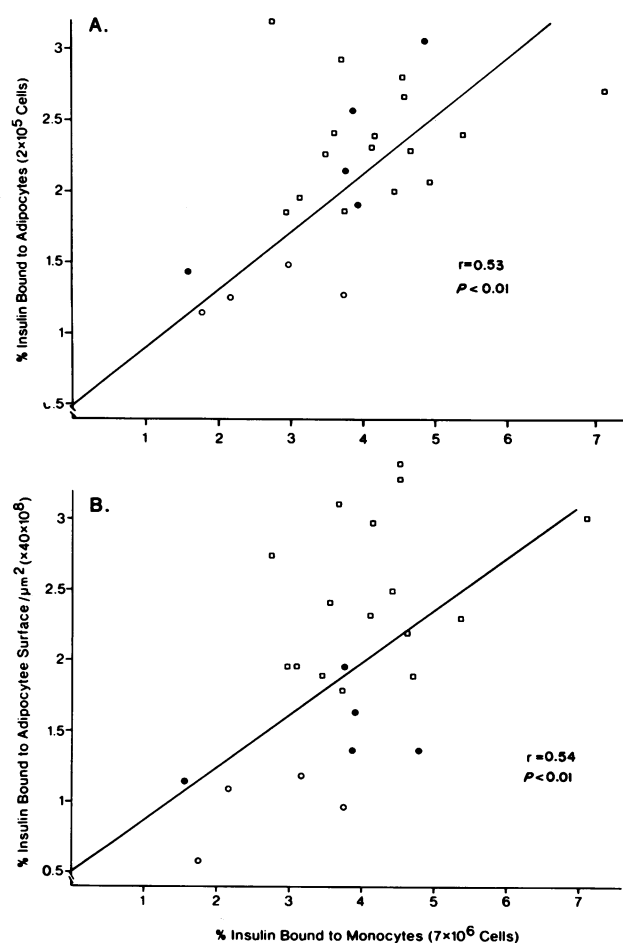 A.
% Insulin Bound to Adipocytes (2×10⁵ Cells)
3
2.5
2
1.5
1
.5
r=0.53
P<0.01
1 2 3 4 5 6 7
B.
% Insulin Bound to Adipocytee Surface/μm² (×40×10⁸)
3
2.5
2
1.5
1
0.5
r=0.54
P<0.01
1 2 3 4 5 6 7
% Insulin Bound to Monocytes (7×10⁶ Cells)